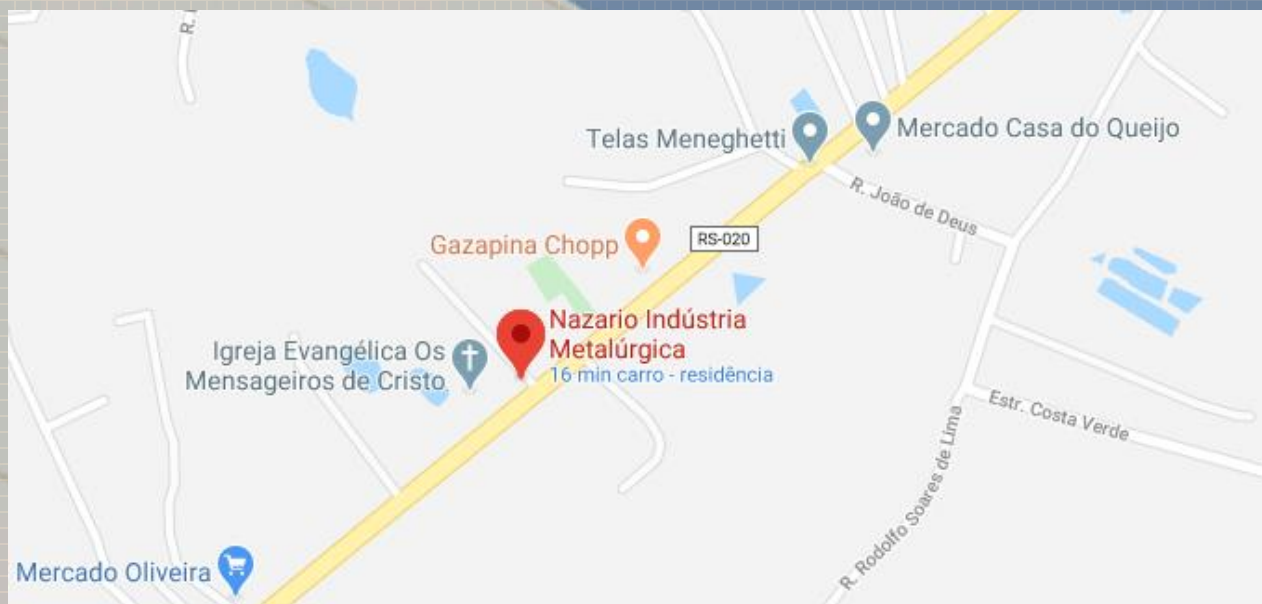 R.
Telas Meneghetti
Mercado Casa do Queijo
R. João de Deus
Gazapina Chopp
RS-020
Nazario Indústria
Metalúrgica
16 min carro - residência
Igreja Evangélica Os
Mensageiros de Cristo
Estr. Costa Verde
R. Rodolfo Soares de Lima
Mercado Oliveira